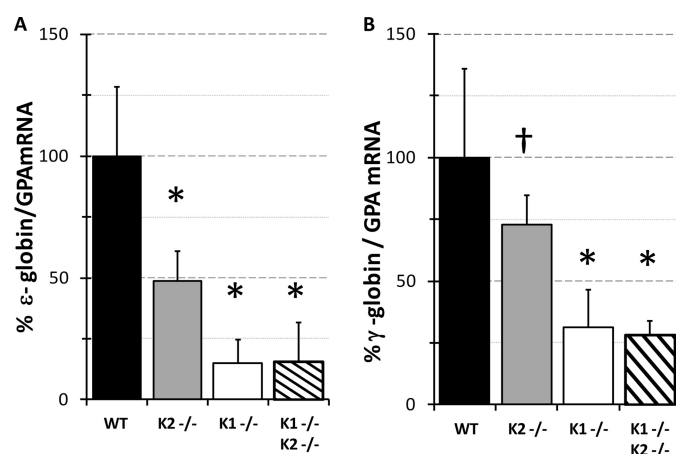 A
150
100
50
0
% ε- globin/GPAmRNA
*
*
*
WT
K2 -/-
K1 -/-
K1 -/-
K2 -/-
B
150
100
50
0
% γ -globin / GPA mRNA
†
*
*
WT
K2 -/-
K1 -/-
K1 -/-
K2 -/-